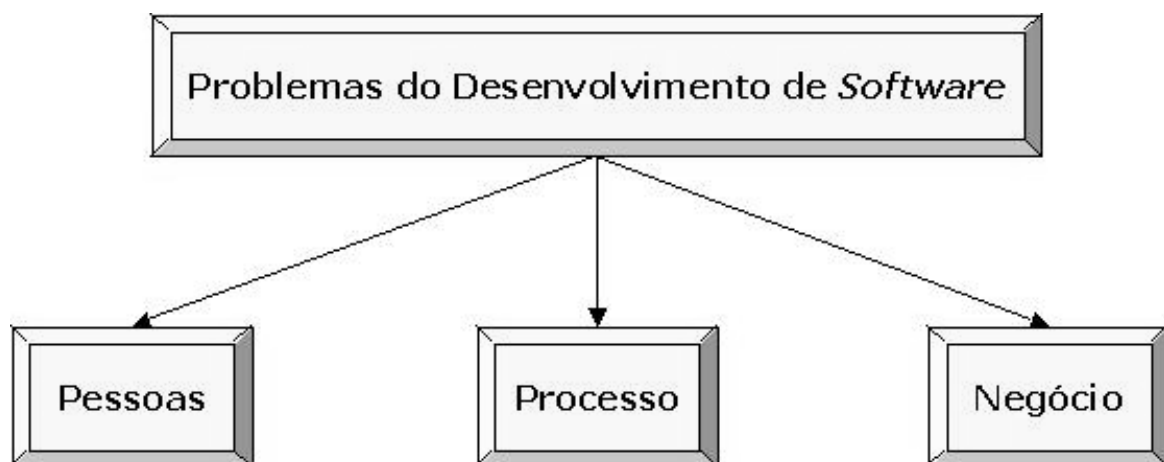 Problemas do Desenvolvimento de Software
Pessoas
Processo
Negócio